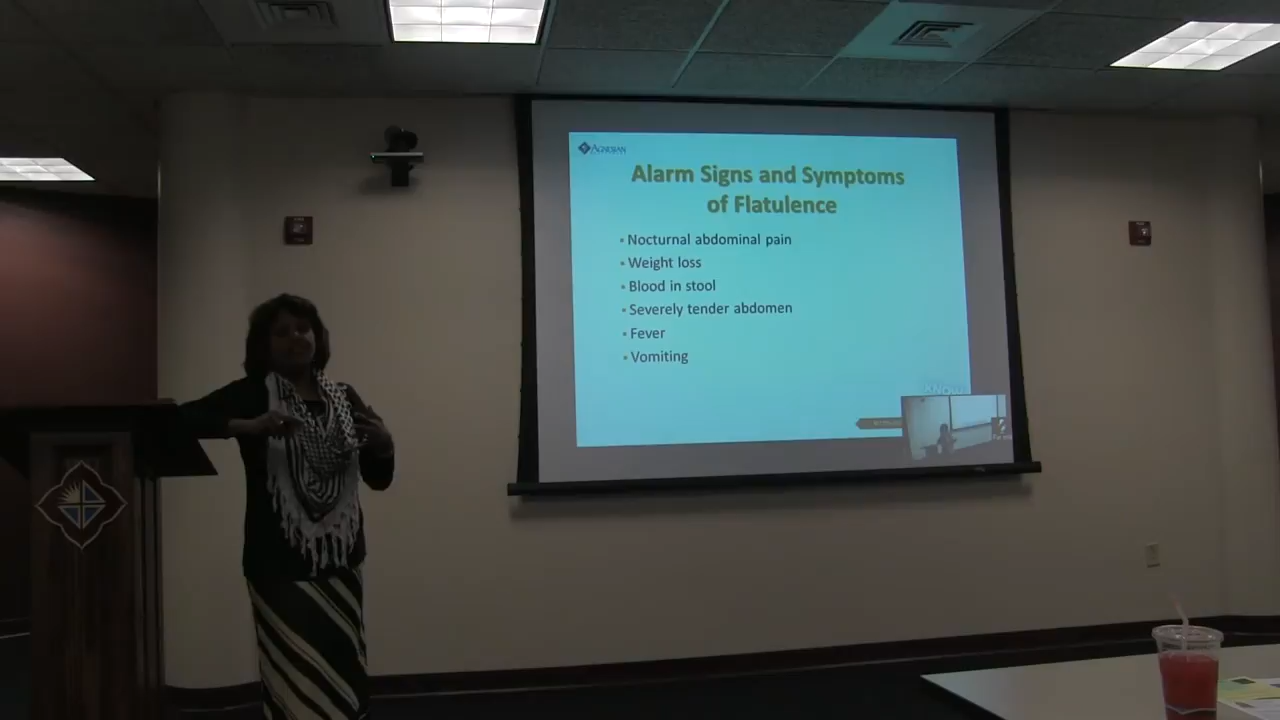 AGNESIAN
Alarm Signs and Symptoms
of Flatulence
• Nocturnal abdominal pain
• Weight loss
• Blood in stool
• Severely tender abdomen
• Fever
• Vomiting